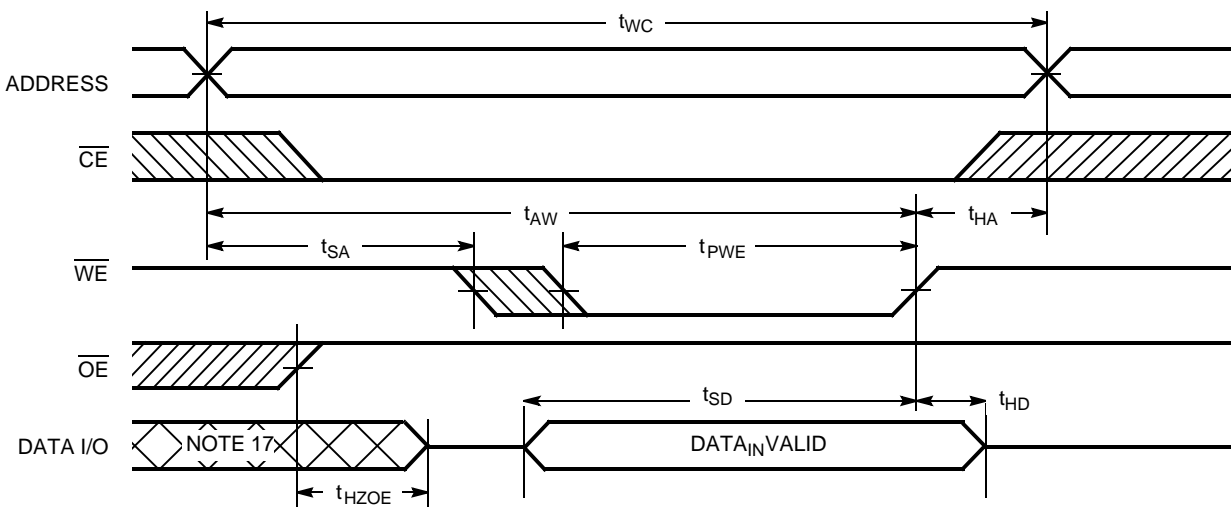 tWC
ADDRESS
CE
tAW
tHA
tSA
tPWE
WE
OE
tSD
tHD
DATA I/O
NOTE 17
DATAINVALID
tHZOE